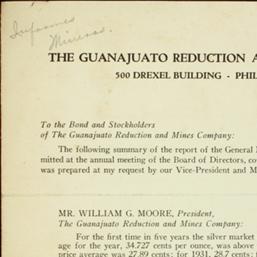 Informes
Mineras.
THE GUANAJUATO REDUCTION A
500 DREXEL BUILDING - PHIL
To the Bond and Stockholders
of The Guanajuato Reduction and Mines Company:
The following summary of the report of the General
mitted at the annual meeting of the Board of Directors, co
was prepared at my request by our Vice-President and M
MR. WILLIAM G. MOORE, President,
The Guanajuato Reduction and Mines Company:
For the first time in five years the silver market
age for the year, 34.727 cents per ounce, was above
price average was 27.89 cents; for 1931, 28.7 cents; f